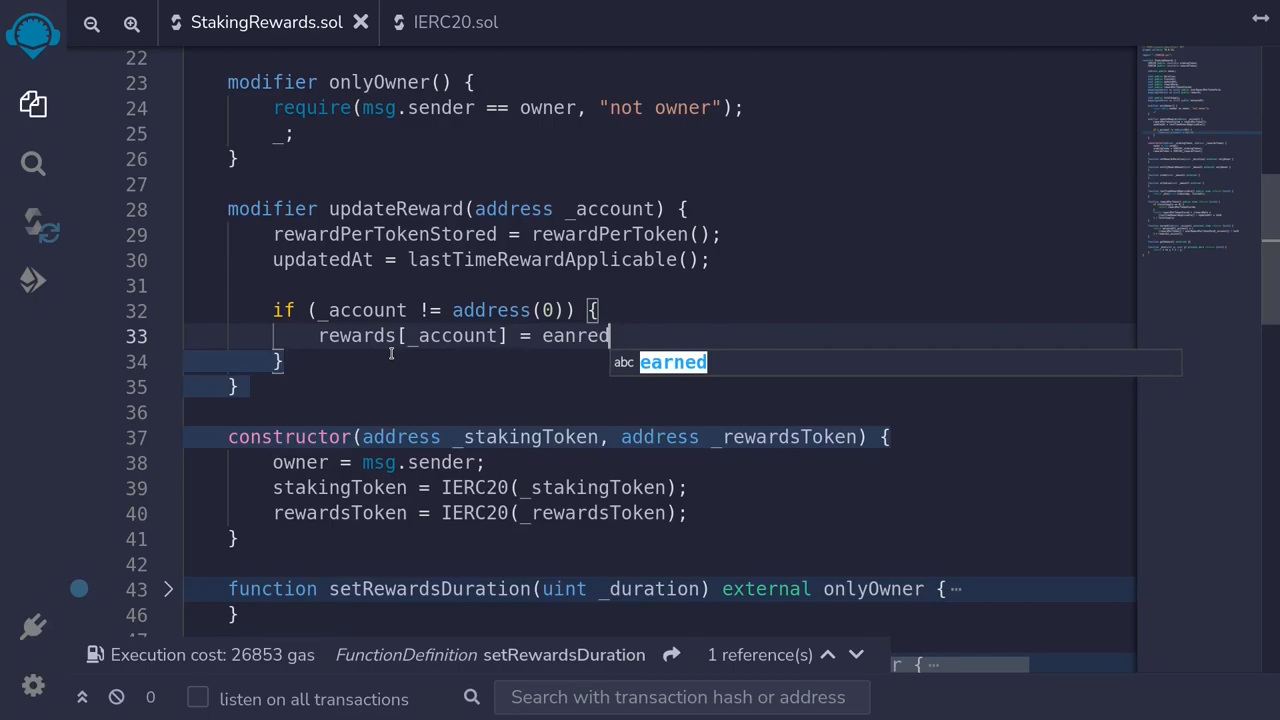 StakingRewards.sol
IERC20.sol
22
23 modifier onlyOwner() {
24 require(msg.sender == owner, "not owner");
25 _;
26 }
27
28 modifier updateReward(address _account) {
29 rewardPerTokenStored = rewardPerToken();
30 updatedAt = lastTimeRewardApplicable();
31
32 if (_account != address(0)) {
33 rewards[_account] = eanred
abc earned
34 }
35 }
36
37 constructor(address _stakingToken, address _rewardsToken) {
38 owner = msg.sender;
39 stakingToken = IERC20(_stakingToken);
40 rewardsToken = IERC20(_rewardsToken);
41 }
42
43 function setRewardsDuration(uint _duration) external onlyOwner {⋯
46 }
Execution cost: 26853 gas FunctionDefinition setRewardsDuration 1 reference(s)
0 listen on all transactions Search with transaction hash or address